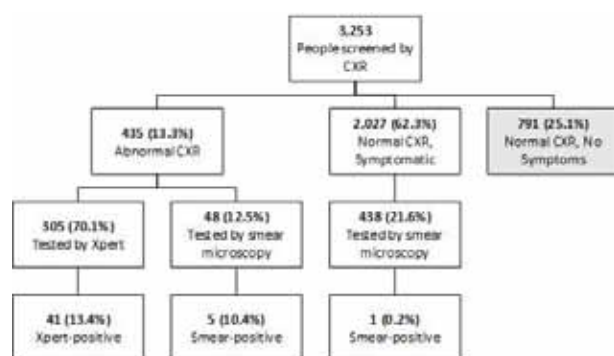 3,253
People screened by
CXR
435 (13.3%)
Abnormal CXR
2,027 (62.3%)
Normal CXR,
Symptomatic
791 (25.1%)
Normal CXR, No
Symptoms
305 (70.1%)
Tested by Xpert
48 (12.5%)
Tested by smear
microscopy
438 (21.6%)
Tested by smear
microscopy
41 (13.4%)
Xpert-positive
5 (10.4%)
Smear-positive
1 (0.2%)
Smear-positive